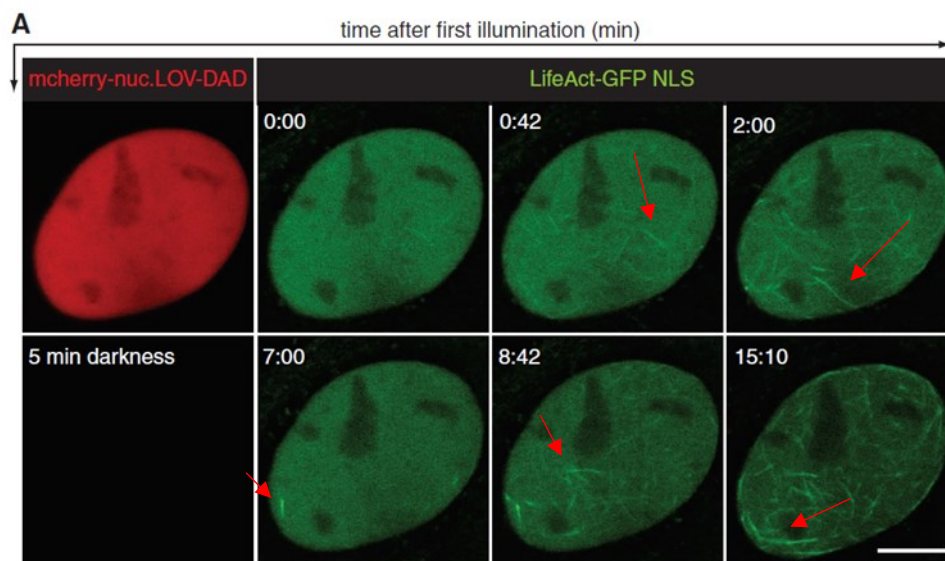 A
time after first illumination (min)
mcherry-nuc.LOV-DAD
LifeAct-GFP NLS
0:00
0:42
2:00
5 min darkness
7:00
8:42
15:10